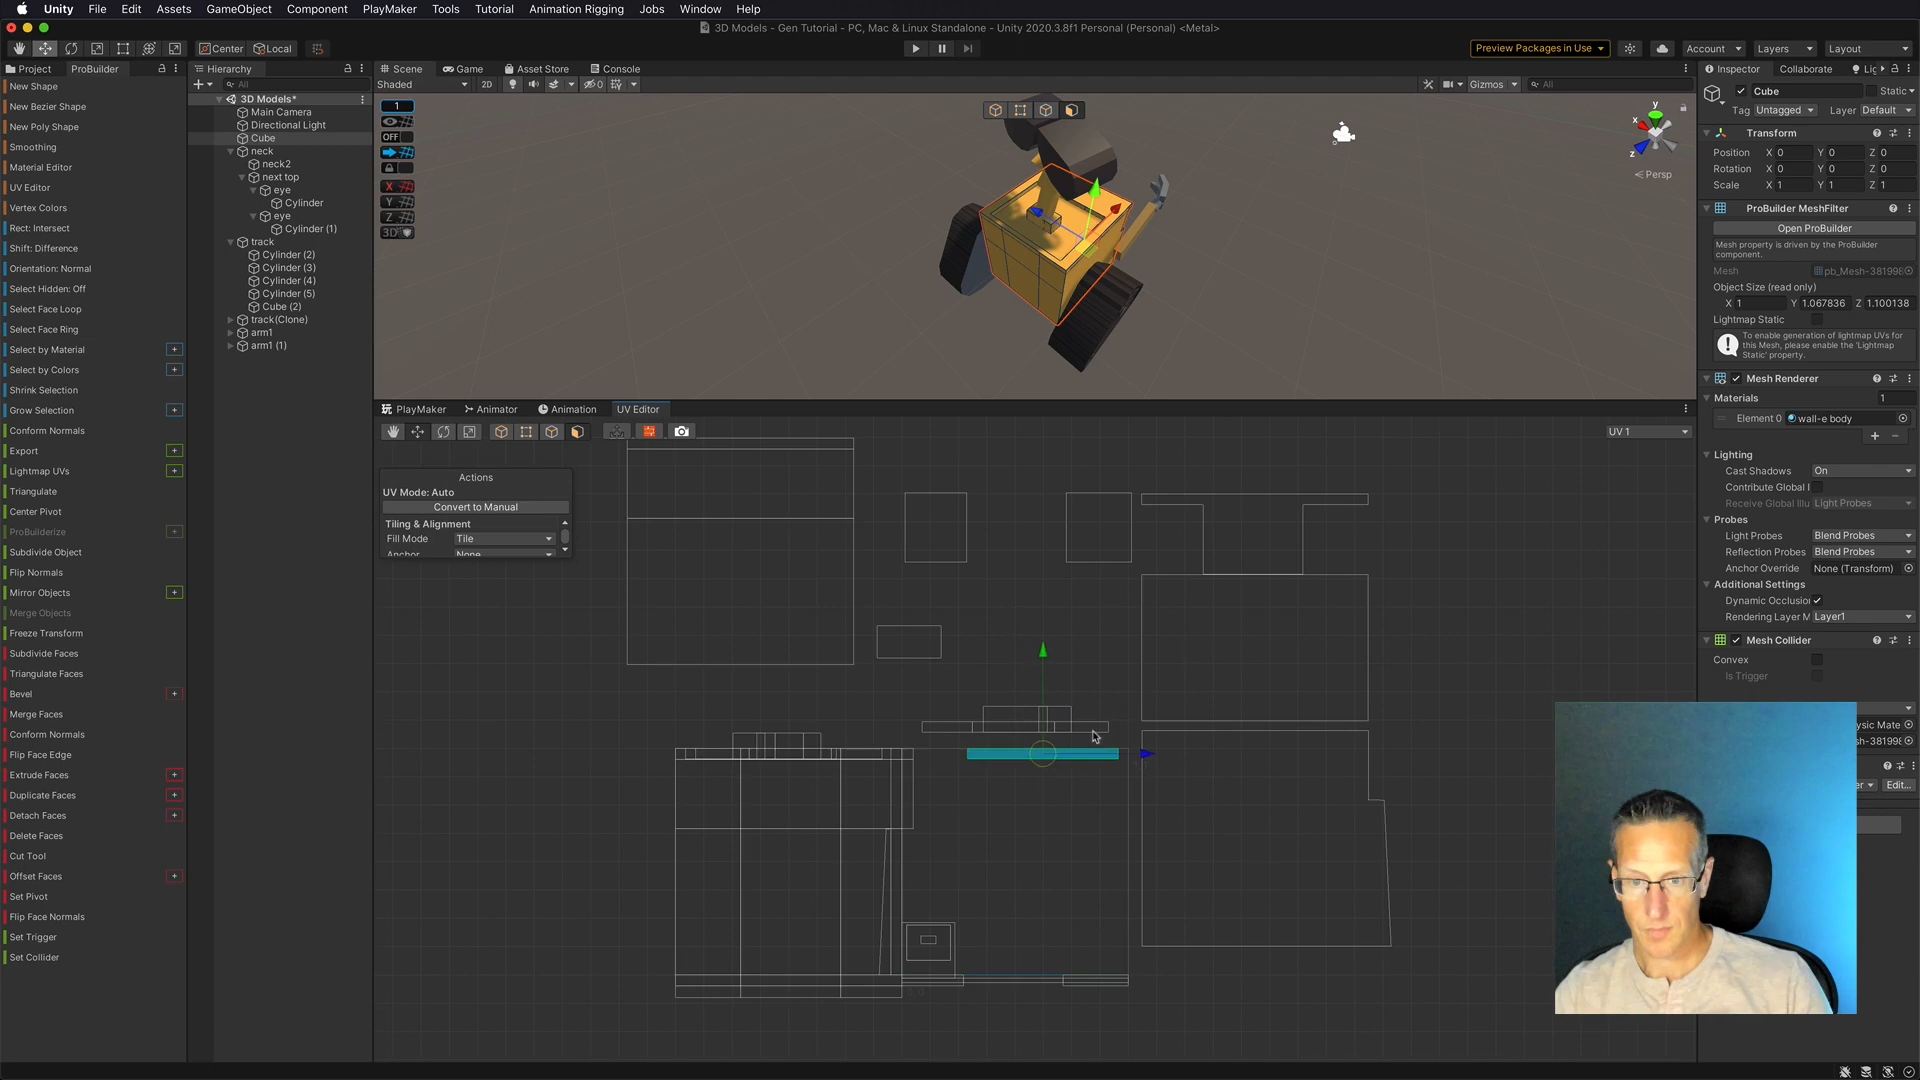 Unity File Edit Assets GameObject Component PlayMaker Tools Tutorial Animation Rigging Jobs Window Help
3D Models - Gen Tutorial - PC, Mac & Linux Standalone - Unity 2020.3.8f1 Personal (Personal) <Metal>
Center Local Preview Packages in Use Account Layers Layout
Project ProBuilder
New Shape
New Bezier Shape
New Poly Shape
Smoothing
Material Editor
UV Editor
Vertex Colors
Rect: Intersect
Shift: Difference
Orientation: Normal
Select Hidden: Off
Select Face Loop
Select Face Ring
Select by Material +
Select by Colors +
Shrink Selection
Grow Selection +
Conform Normals
Export +
Lightmap UVs +
Triangulate
Center Pivot
ProBuilderize +
Subdivide Object
Flip Normals
Mirror Objects +
Merge Objects
Freeze Transform
Subdivide Faces
Triangulate Faces
Bevel +
Merge Faces
Conform Normals
Flip Face Edge
Extrude Faces +
Duplicate Faces +
Detach Faces +
Delete Faces
Cut Tool
Offset Faces +
Set Pivot
Flip Face Normals
Set Trigger
Set Collider
Hierarchy
+ All
3D Models*
Main Camera
Directional Light
Cube
neck
neck2
next top
eye
Cylinder
eye
Cylinder (1)
track
Cylinder (2)
Cylinder (3)
Cylinder (4)
Cylinder (5)
Cube (2)
track(Clone)
arm1
arm1 (1)
Scene Game Asset Store Console
Shaded 2D 0 Gizmos All
1
OFF
X
Y
Z
3D
y
x
z
Persp
PlayMaker Animator Animation UV Editor
UV 1
Actions
UV Mode: Auto
Convert to Manual
Tiling & Alignment
Fill Mode Tile
Anchor None
Inspector Collaborate Lig
Cube Static
Tag Untagged Layer Default
Transform
Position X 0 Y 0 Z 0
Rotation X 0 Y 0 Z 0
Scale X 1 Y 1 Z 1
ProBuilder MeshFilter
Open ProBuilder
Mesh property is driven by the ProBuilder
component.
Mesh pb_Mesh-381998
Object Size (read only)
X 1 Y 1.067836 Z 1.100138
Lightmap Static
To enable generation of lightmap UVs for
this Mesh, please enable the 'Lightmap
Static' property.
Mesh Renderer
Materials 1
Element 0 wall-e body
+ -
Lighting
Cast Shadows On
Contribute Global I
Receive Global Illu Light Probes
Probes
Light Probes Blend Probes
Reflection Probes Blend Probes
Anchor Override None (Transform)
Additional Settings
Dynamic Occlusio
Rendering Layer M Layer1
Mesh Collider
Convex
Is Trigger
ysic Mate
sh-381998
Edit...